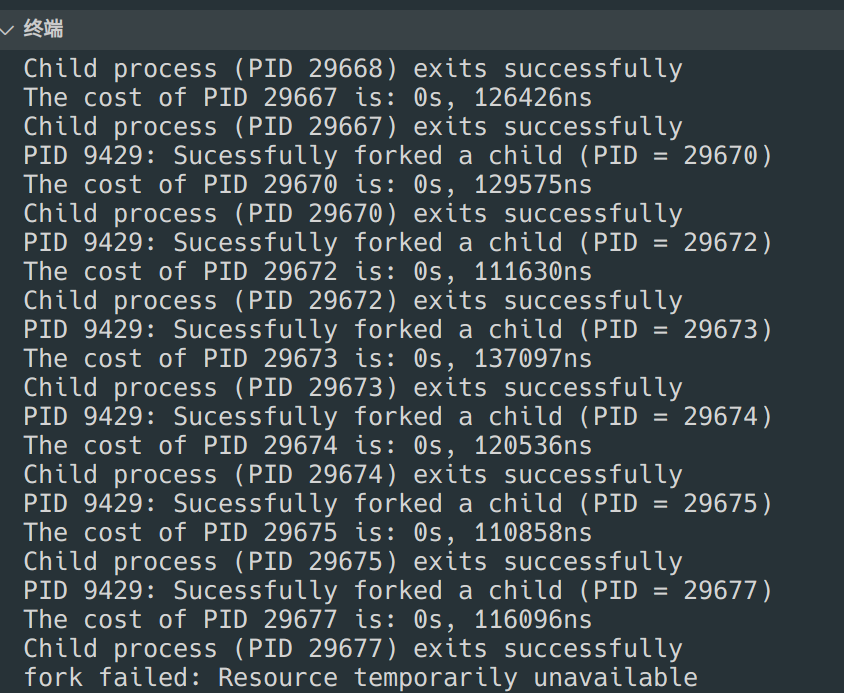 终端
Child process (PID 29668) exits successfully
The cost of PID 29667 is: 0s, 126426ns
Child process (PID 29667) exits successfully
PID 9429: Sucessfully forked a child (PID = 29670)
The cost of PID 29670 is: 0s, 129575ns
Child process (PID 29670) exits successfully
PID 9429: Sucessfully forked a child (PID = 29672)
The cost of PID 29672 is: 0s, 111630ns
Child process (PID 29672) exits successfully
PID 9429: Sucessfully forked a child (PID = 29673)
The cost of PID 29673 is: 0s, 137097ns
Child process (PID 29673) exits successfully
PID 9429: Sucessfully forked a child (PID = 29674)
The cost of PID 29674 is: 0s, 120536ns
Child process (PID 29674) exits successfully
PID 9429: Sucessfully forked a child (PID = 29675)
The cost of PID 29675 is: 0s, 110858ns
Child process (PID 29675) exits successfully
PID 9429: Sucessfully forked a child (PID = 29677)
The cost of PID 29677 is: 0s, 116096ns
Child process (PID 29677) exits successfully
fork failed: Resource temporarily unavailable